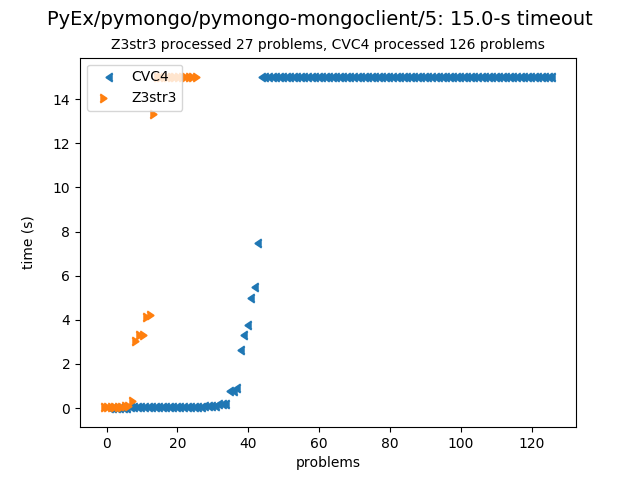 PyEx/pymongo/pymongo-mongoclient/5: 15.0-s timeout
Z3str3 processed 27 problems, CVC4 processed 126 problems
CVC4
Z3str3
time (s)
14
12
10
8
6
4
2
0
0 20 40 60 80 100 120
problems